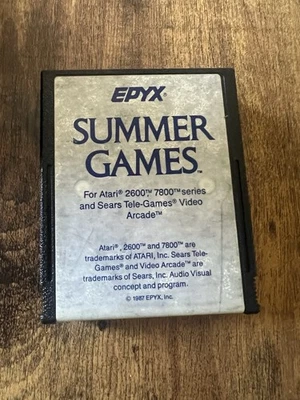 EPYX®
SUMMER
GAMES™
For Atari® 2600™ 7800™ series
and Sears Tele-Games® Video
Arcade™
Atari®, 2600™ and 7800™ are
trademarks of ATARI, Inc. Sears Tele-
Games® and Video Arcade™ are
trademarks of Sears, Inc. Audio Visual
concept and program.
© 1987 EPYX, Inc.